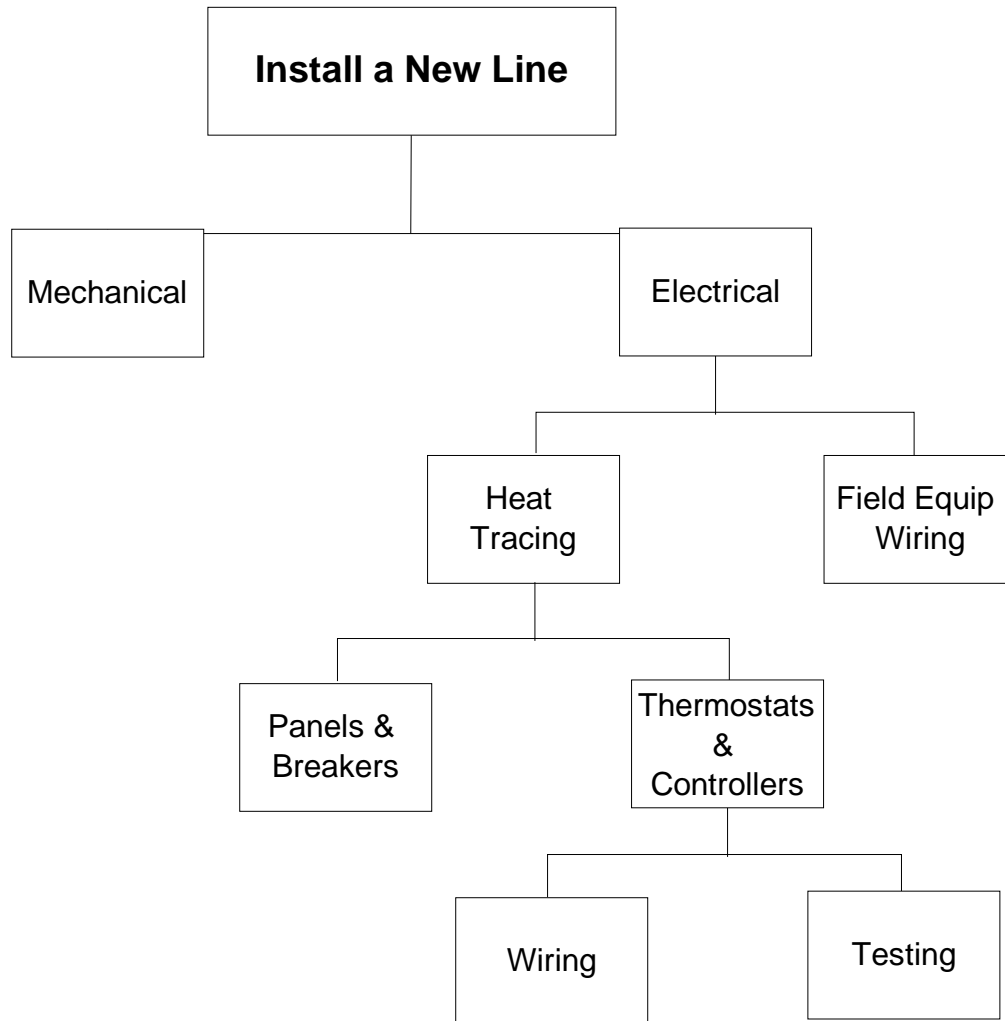 Install a New Line
Mechanical
Electrical
Heat
Tracing
Field Equip
Wiring
Panels &
Breakers
Thermostats
&
Controllers
Wiring
Testing